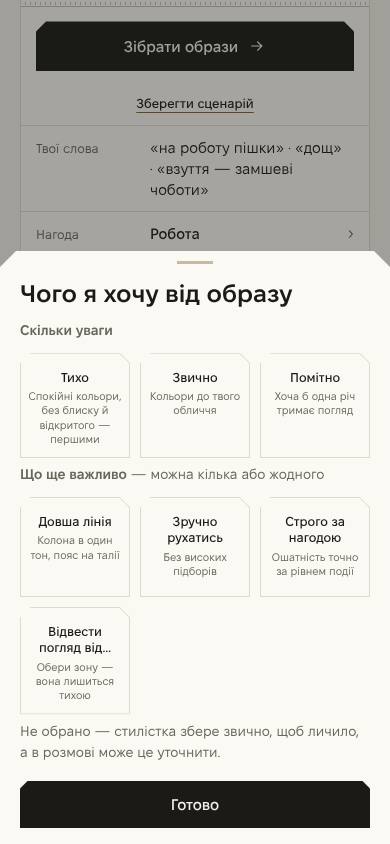 Зібрати образи →
Зберегти сценарій
Твої слова
«на роботу пішки» · «дощ»
· «взуття — замшеві
чоботи»
Нагода
Робота
Чого я хочу від образу
Скільки уваги
Тихо
Спокійні кольори,
без блиску й
відкритого —
першими
Звично
Кольори до твого
обличчя
Помітно
Хоча б одна річ
тримає погляд
Що ще важливо — можна кілька або жодного
Довша лінія
Колона в один
тон, пояс на талії
Зручно
рухатись
Без високих
підборів
Строго за
нагодою
Ошатність точно
за рівнем події
Відвести
погляд від…
Обери зону —
вона лишиться
тихою
Не обрано — стилістка збере звично, щоб личило,
а в розмові може це уточнити.
Готово